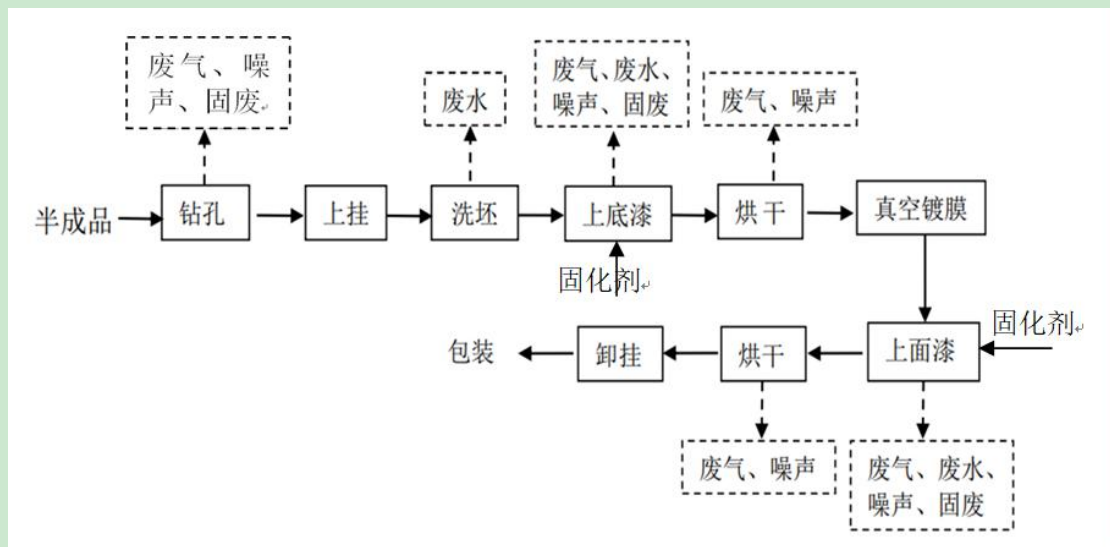 废气、噪
声、固废
废水
废气、废水、
噪声、固废
废气、噪声
半成品
钻孔
上挂
洗坯
上底漆
烘干
真空镀膜
固化剂
固化剂
包装
卸挂
烘干
上面漆
废气、噪声
废气、废水、
噪声、固废